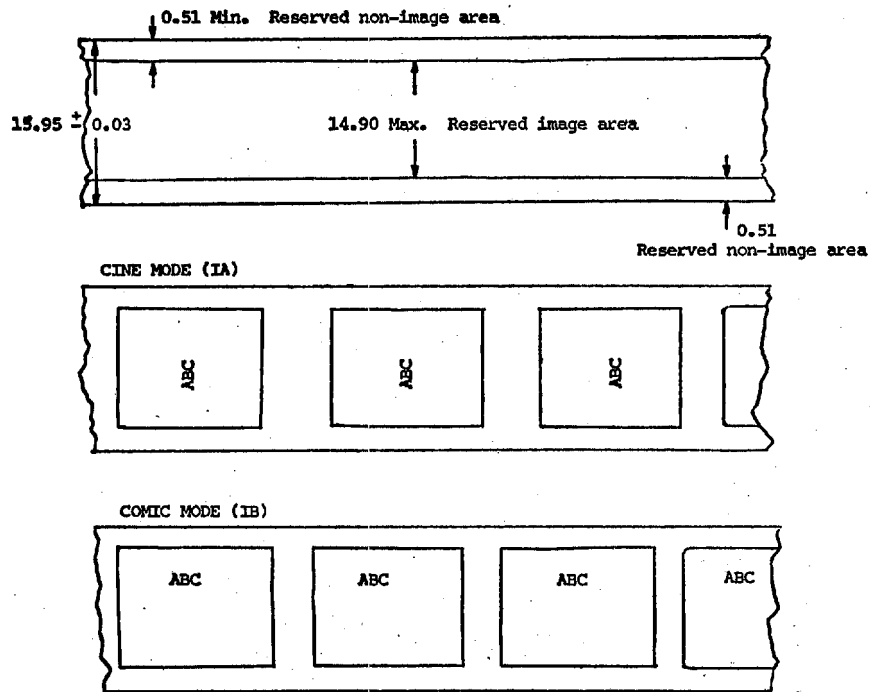 0.51 Min. Reserved non-image area
15.95 ± 0.03
14.90 Max. Reserved image area
0.51
Reserved non-image area
CINE MODE (IA)
ABC
ABC
ABC
COMIC MODE (IB)
ABC
ABC
ABC
ABC